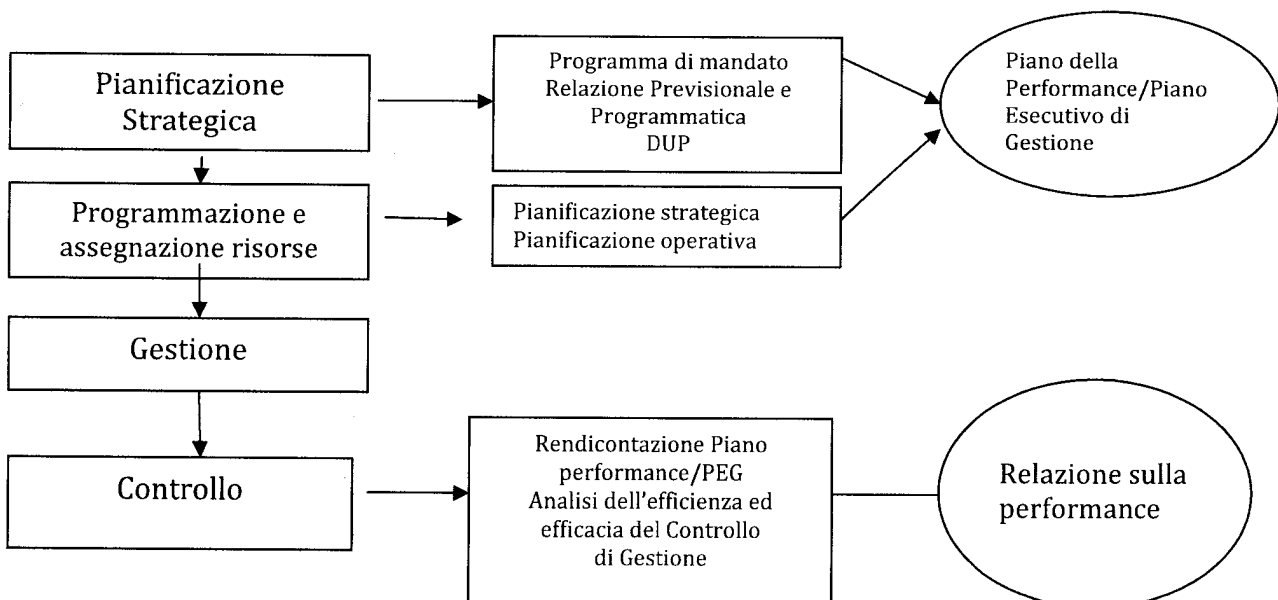 Pianificazione
Strategica
Programma di mandato
Relazione Previsionale e
Programmatica
DUP
Piano della
Performance/Piano
Esecutivo di
Gestione
Programmazione e
assegnazione risorse
Pianificazione strategica
Pianificazione operativa
Gestione
Controllo
Rendicontazione Piano
performance/PEG
Analisi dell'efficienza ed
efficacia del Controllo
di Gestione
Relazione sulla
performance